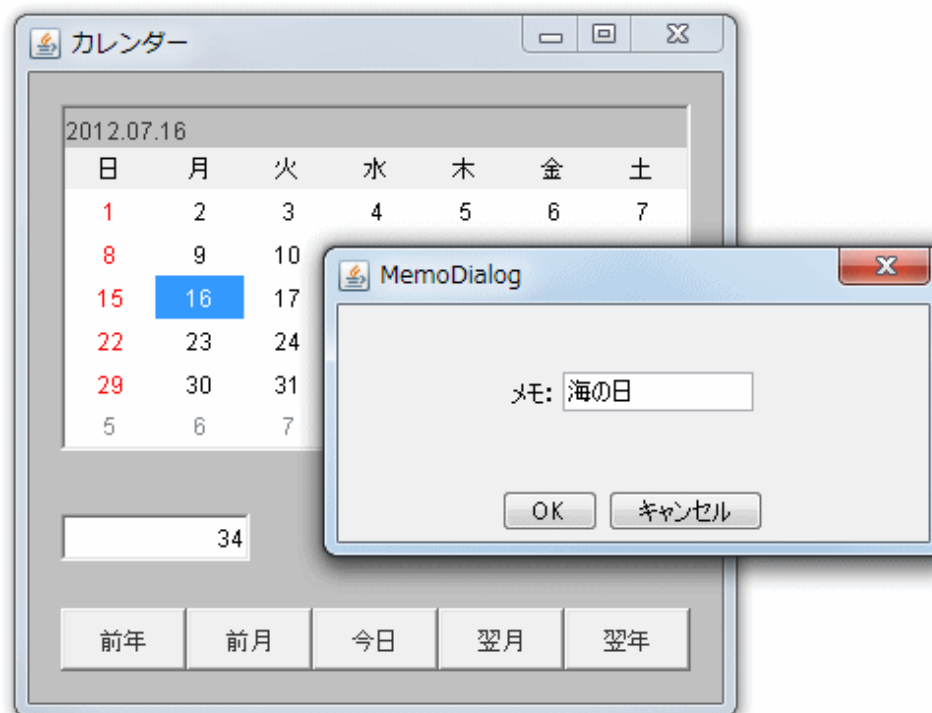 カレンダー
2012.07.16
日 月 火 水 木 金 土
1 2 3 4 5 6 7
8 9 10
15 16 17
22 23 24
29 30 31
5 6 7
34
前年 前月 今日 翌月 翌年
MemoDialog
メモ: 海の日
OK キャンセル